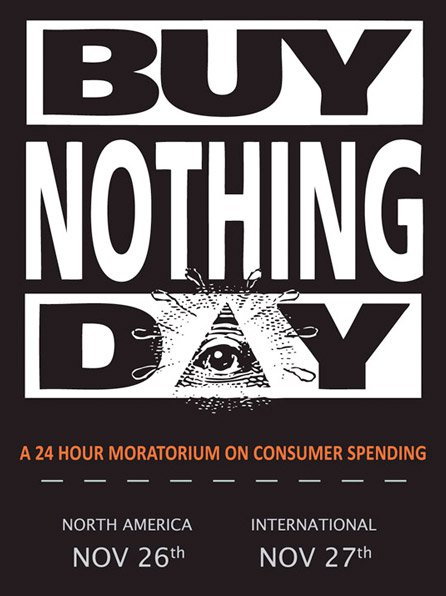 BUY
NOTHING
DAY
A 24 HOUR MORATORIUM ON CONSUMER SPENDING
NORTH AMERICA
NOV 26th
INTERNATIONAL
NOV 27th